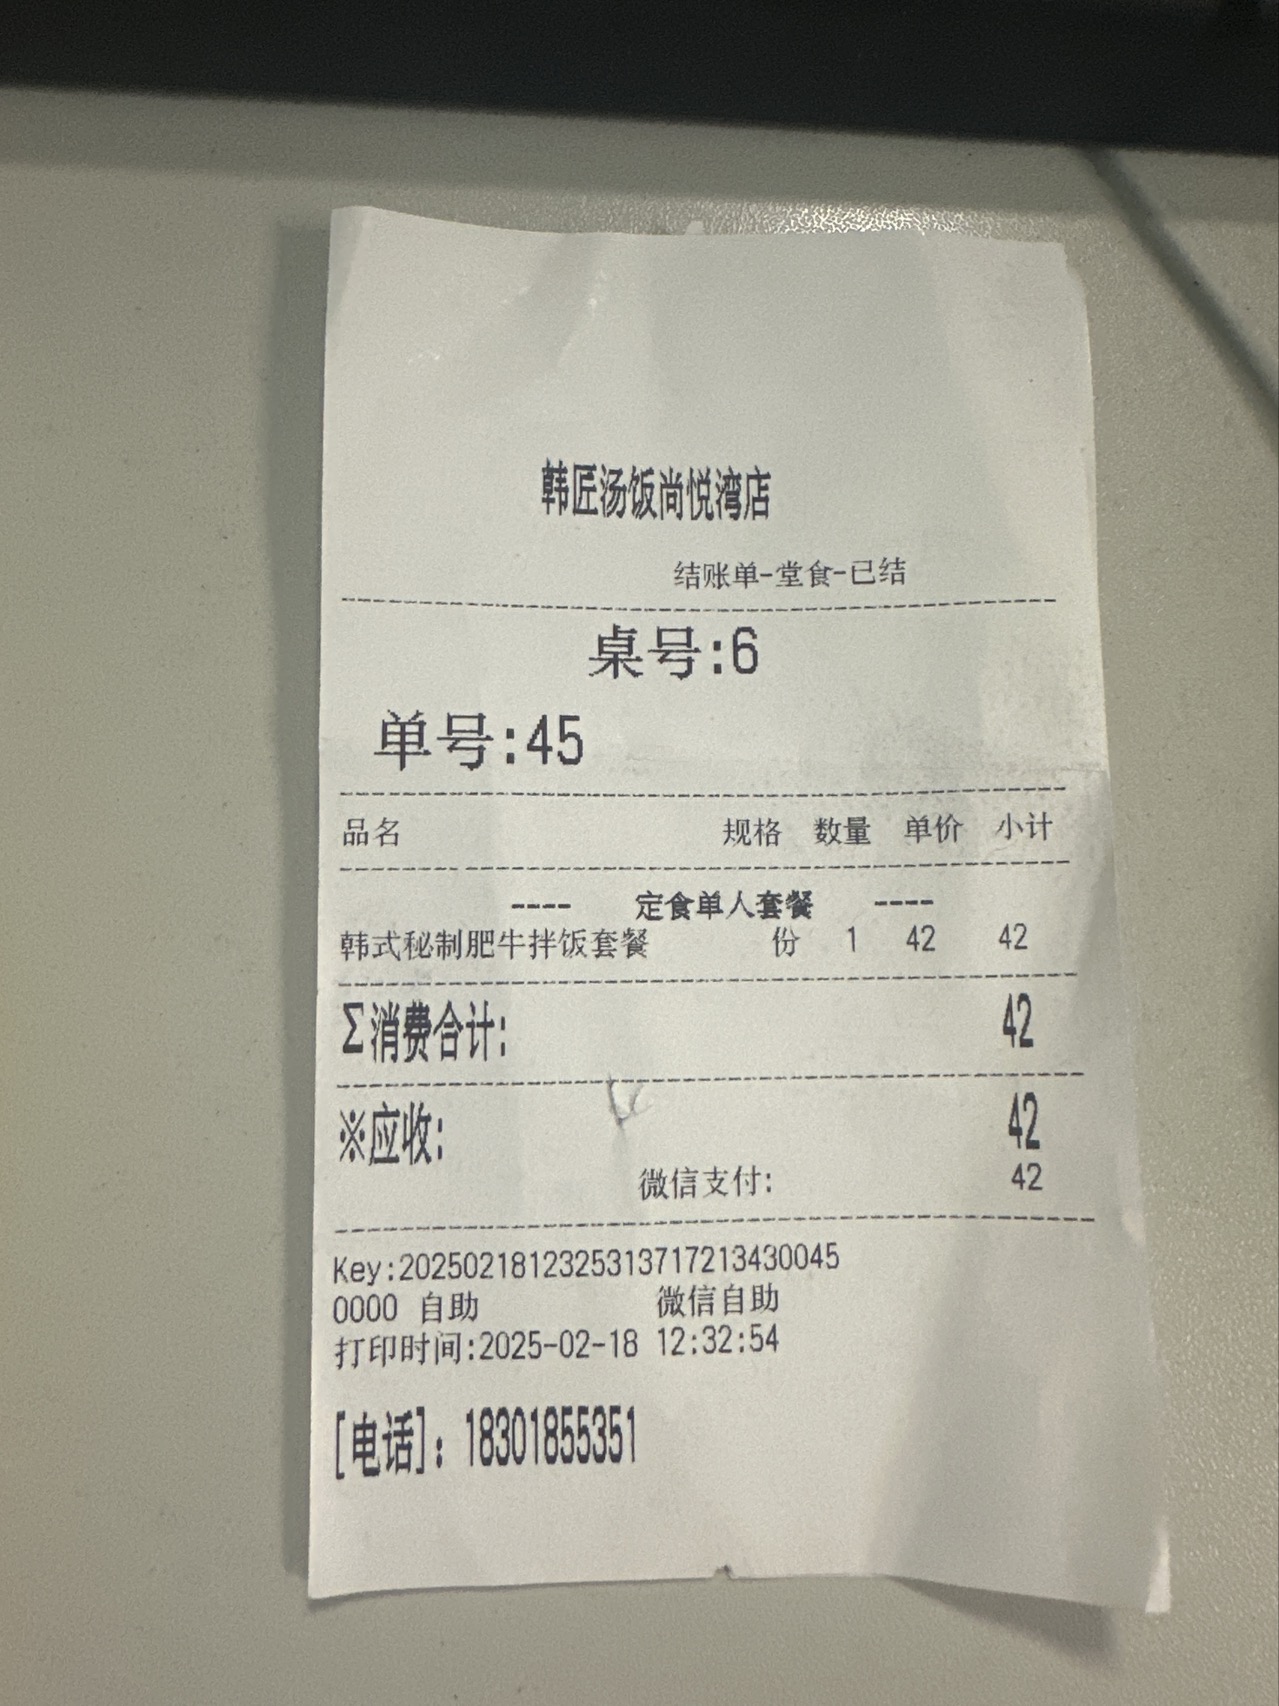 韩匠汤饭尚悦湾店
结账单-堂食-已结
桌号:6
单号:45
品名 规格 数量 单价 小计
---- 定食单人套餐 ----
韩式秘制肥牛拌饭套餐 份 1 42 42
Σ消费合计: 42
※应收: 42
微信支付: 42
Key:2025021812325313717213430045
0000 自助 微信自助
打印时间:2025-02-18 12:32:54
[电话]: 18301855351